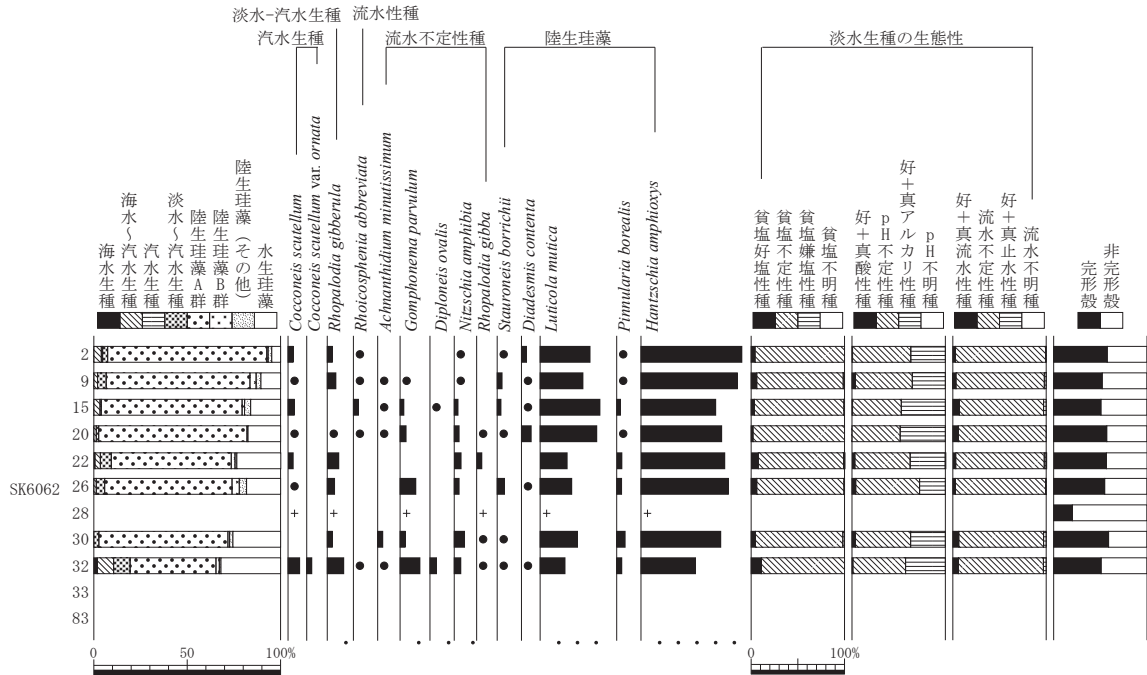 淡水-汽水生種
流水性種
汽水生種
流水不定性種
陸生珪藻
淡水生種の生態性
海水生種
海水〜汽水生種
汽水生種
淡水〜汽水生種
陸生珪藻A群
陸生珪藻B群
陸生珪藻（その他）
水生珪藻
Cocconeis scutellum
Cocconeis scutellum var. ornata
Rhopalodia gibberula
Rhoicosphenia abbreviata
Achnanthidium minutissimum
Gomphonema parvulum
Diploneis ovalis
Nitzschia amphibia
Rhopalodia gibba
Stauroneis borrichii
Diadesmis contenta
Luticola mutica
Pinnularia borealis
Hantzschia amphioxys
貧塩好塩性種
貧塩不定性種
貧塩嫌塩性種
貧塩不明種
好＋真酸性種
pH不定性種
好＋真アルカリ性種
pH不明種
好＋真流水性種
流水不定性種
好＋真止水性種
流水不明種
完形殻
非完形殻
2
9
15
20
22
SK6062 26
28
30
32
33
83
0 50 100%
0 100%